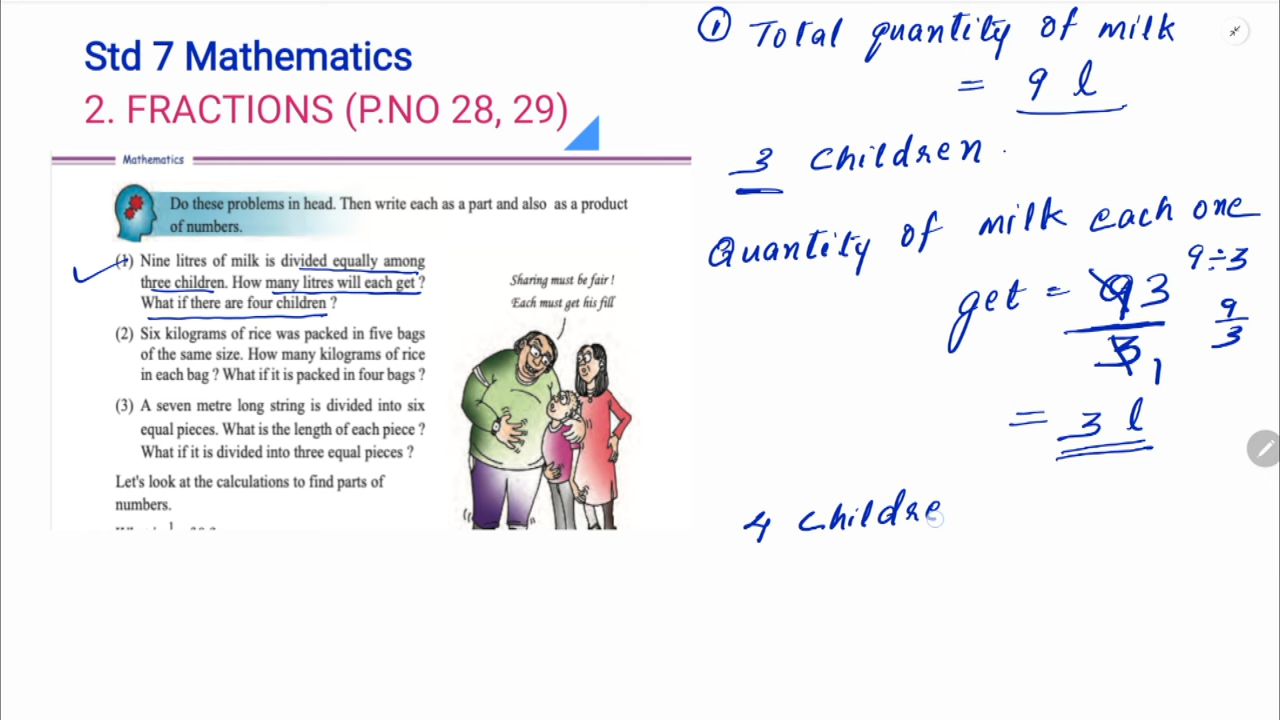 Std 7 Mathematics
2. FRACTIONS (P.NO 28, 29)
Mathematics
Do these problems in head. Then write each as a part and also as a product
of numbers.
(1) Nine litres of milk is divided equally among
three children. How many litres will each get ?
What if there are four children ?
(2) Six kilograms of rice was packed in five bags
of the same size. How many kilograms of rice
in each bag ? What if it is packed in four bags ?
(3) A seven metre long string is divided into six
equal pieces. What is the length of each piece ?
What if it is divided into three equal pieces ?
Let's look at the calculations to find parts of
numbers.
Sharing must be fair !
Each must get his fill
① Total quantity of milk
= 9 l
3 Children.
Quantity of milk each one
9÷3
get = 9 3
3 1
9
3
= 3 l
4 Childre